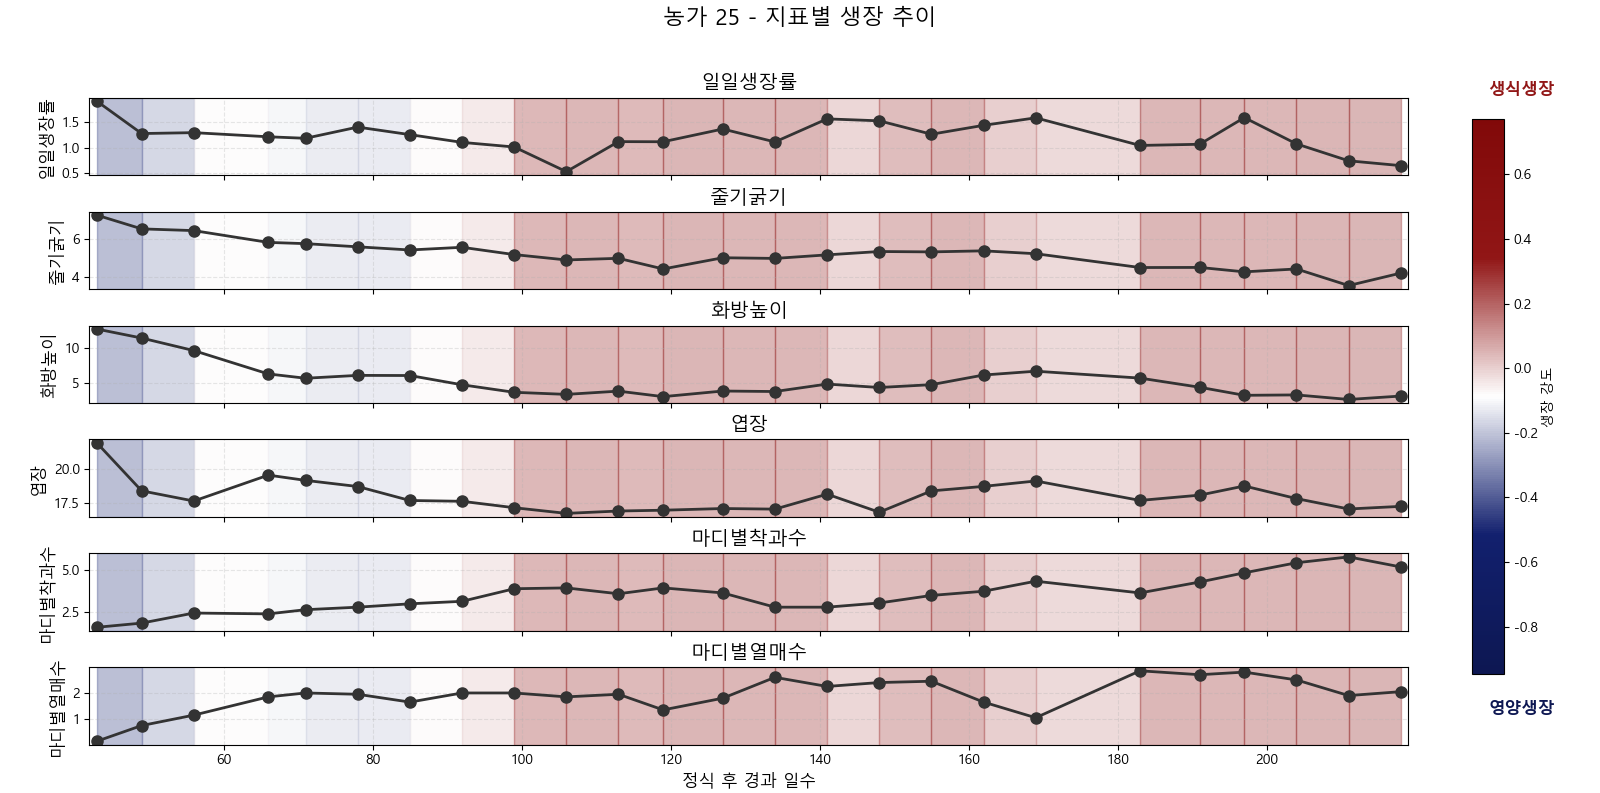 농가 25 - 지표별 생장 추이
일일생장률
일일생장률
1.5
1.0
0.5
줄기굵기
줄기굵기
6
4
화방높이
화방높이
10
5
엽장
엽장
20.0
17.5
마디별착과수
마디별착과수
5.0
2.5
마디별열매수
마디별열매수
2
1
60 80 100 120 140 160 180 200
정식 후 경과 일수
생식생장
0.6
0.4
0.2
0.0
-0.2
-0.4
-0.6
-0.8
생장 강도
영양생장